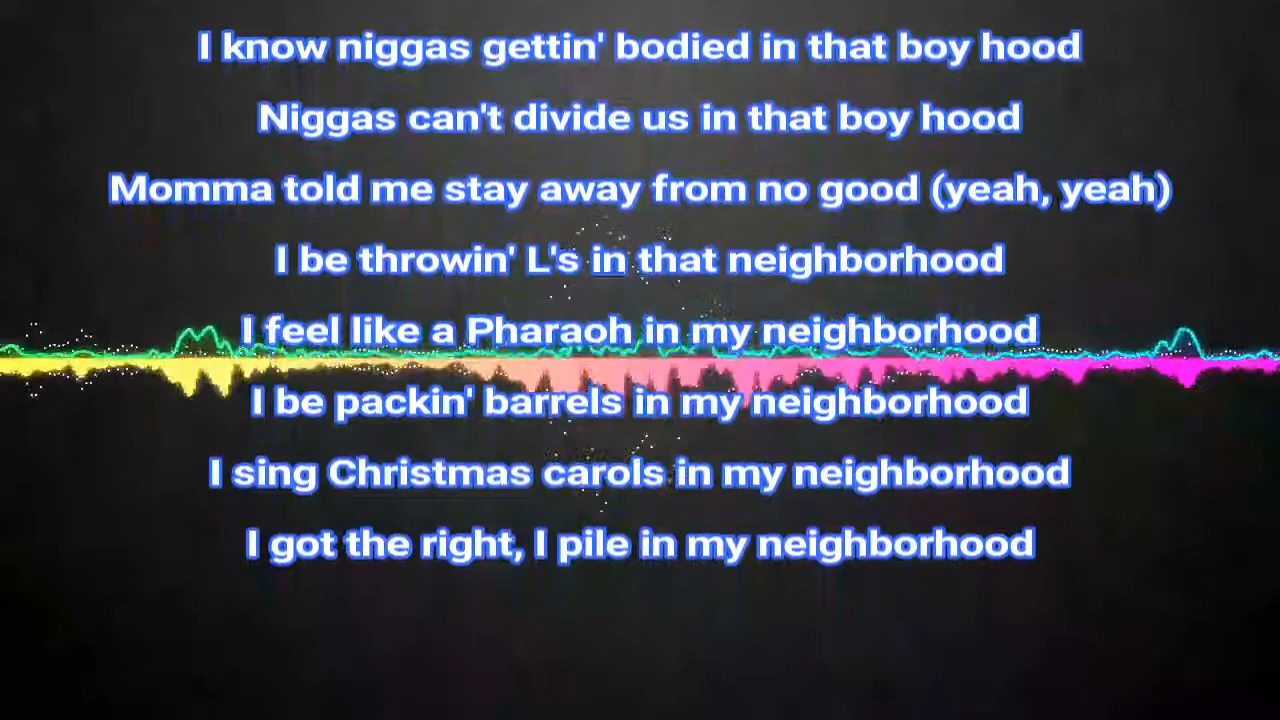 I know niggas gettin' bodied in that boy hood
Niggas can't divide us in that boy hood
Momma told me stay away from no good (yeah, yeah)
I be throwin' L's in that neighborhood
I feel like a Pharaoh in my neighborhood
I be packin' barrels in my neighborhood
I sing Christmas carols in my neighborhood
I got the right, I pile in my neighborhood